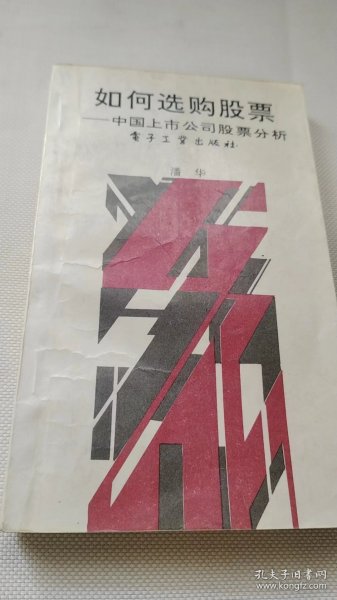 如何选购股票
——中国上市公司股票分析
电子工业出版社
潘华
孔夫子旧书网
www.kongfz.com